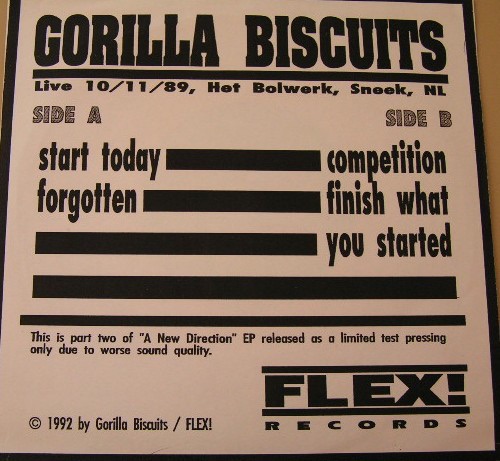 GORILLA BISCUITS
Live 10/11/89, Het Bolwerk, Sneek, NL
SIDE A
SIDE B
start today
competition
forgotten
finish what
you started
This is part two of "A New Direction" EP released as a limited test pressing
only due to worse sound quality.
FLEX!
RECORDS
© 1992 by Gorilla Biscuits / FLEX!